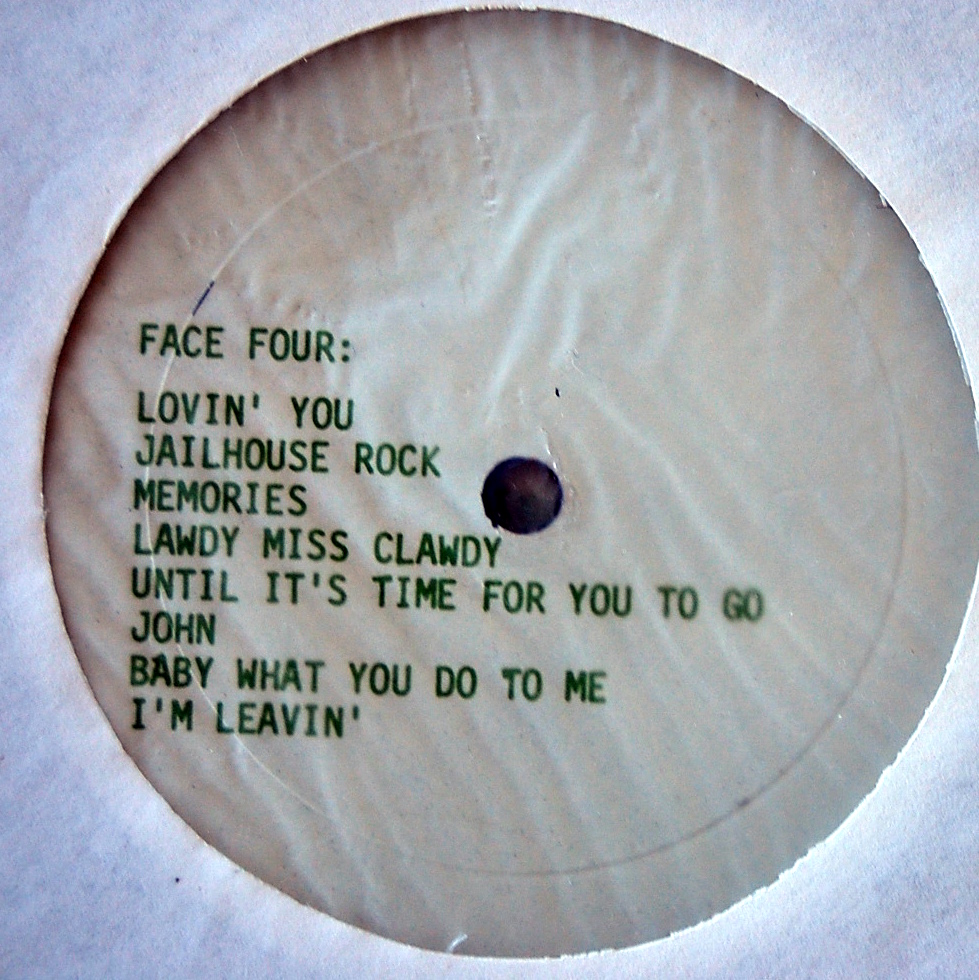 FACE FOUR:
LOVIN' YOU
JAILHOUSE ROCK
MEMORIES
LAWDY MISS CLAWDY
UNTIL IT'S TIME FOR YOU TO GO
JOHN
BABY WHAT YOU DO TO ME
I'M LEAVIN'